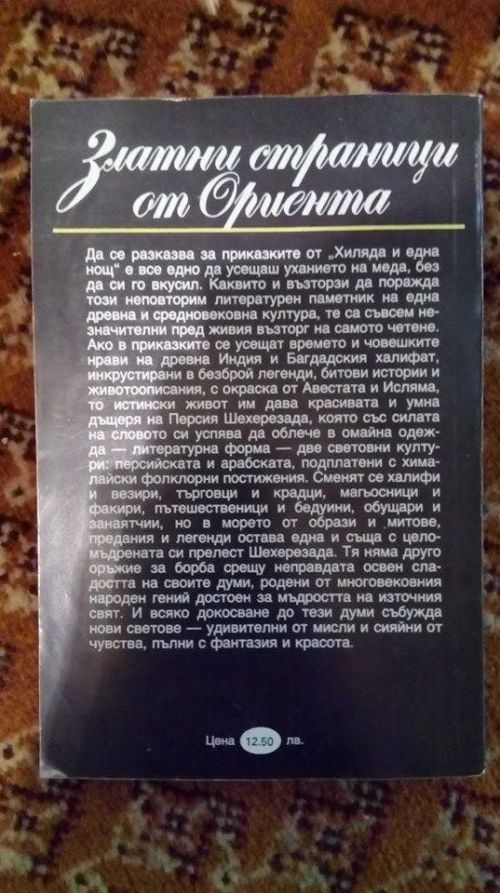 Златни страници
от Ориента
Да се разказва за приказките от „Хиляда и една
нощ“ е все едно да усещаш уханието на меда, без
да си го вкусил. Каквито и възторзи да поражда
този неповторим литературен паметник на една
древна и средновековна култура, те са съвсем не-
значителни пред живия възторг на самото четене.
Ако в приказките се усещат времето и човешките
нрави на древна Индия и Багдадския халифат,
инкрустирани в безброй легенди, битови истории и
животоописания, с окраска от Авестата и Исляма,
то истински живот им дава красивата и умна
дъщеря на Персия Шехерезада, която със силата
на словото си успява да облече в омайна одеж-
да — литературна форма — две световни култу-
ри: персийската и арабската, подплатени с хима-
лайски фолклорни постижения. Сменят се халифи
и везири, търговци и крадци, магьосници и
факири, пътешественици и бедуини, обущари и
занаятчии, но в морето от образи и митове,
предания и легенди остава една и съща с цело-
мъдрената си прелест Шехерезада. Тя няма друго
оръжие за борба срещу неправдата освен сла-
достта на своите думи, родени от многовековния
народен гений достоен за мъдростта на източния
свят. И всяко докосване до тези думи събужда
нови светове — удивителни от мисли и сияйни от
чувства, пълни с фантазия и красота.
Цена 12.50 лв.